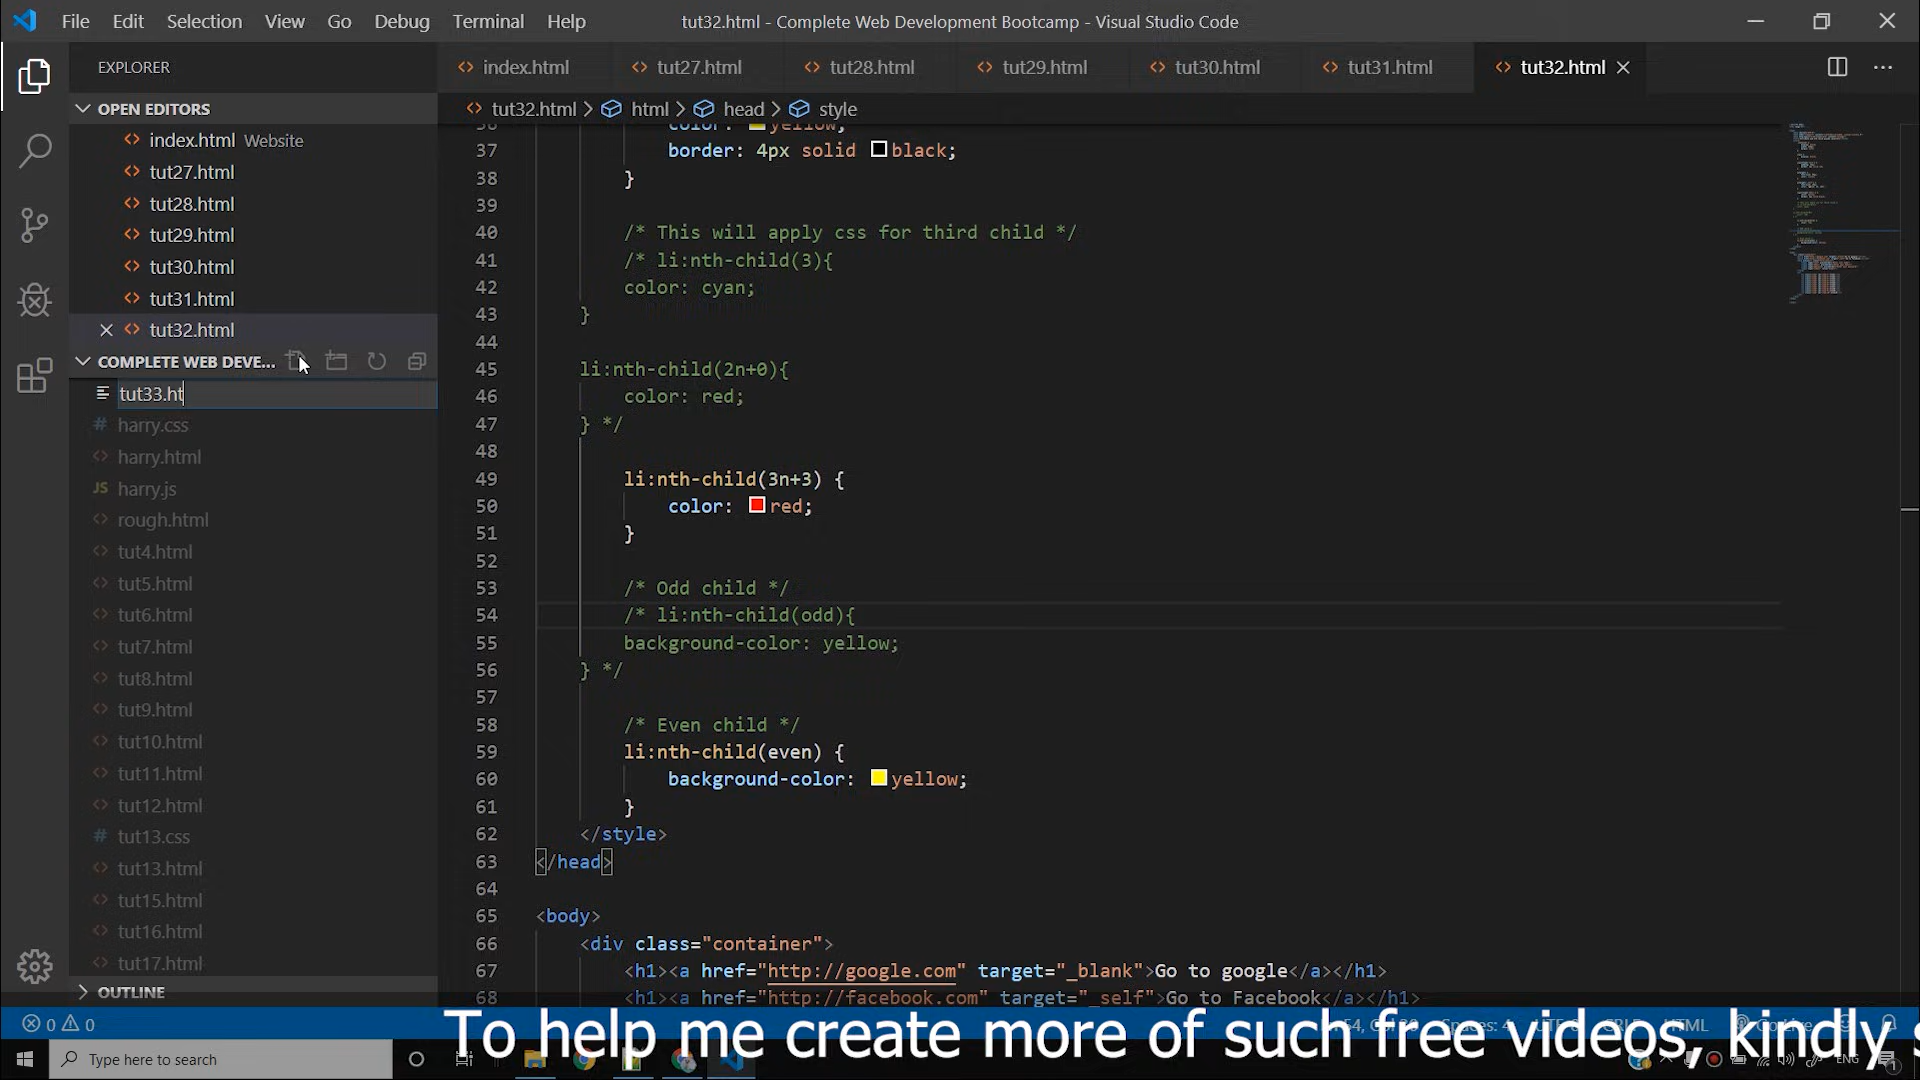 File Edit Selection View Go Debug Terminal Help tut32.html - Complete Web Development Bootcamp - Visual Studio Code
EXPLORER
index.html tut27.html tut28.html tut29.html tut30.html tut31.html tut32.html
OPEN EDITORS
tut32.html > html > head > style
index.html Website
tut27.html
tut28.html
tut29.html
tut30.html
tut31.html
tut32.html
COMPLETE WEB DEVE...
tut33.ht
# harry.css
harry.html
JS harry.js
rough.html
tut4.html
tut5.html
tut6.html
tut7.html
tut8.html
tut9.html
tut10.html
tut11.html
tut12.html
# tut13.css
tut13.html
tut15.html
tut16.html
tut17.html
OUTLINE
36 color: yellow;
37 border: 4px solid black;
38 }
39
40 /* This will apply css for third child */
41 /* li:nth-child(3){
42 color: cyan;
43 }
44
45 li:nth-child(2n+0){
46 color: red;
47 } */
48
49 li:nth-child(3n+3) {
50 color: red;
51 }
52
53 /* Odd child */
54 /* li:nth-child(odd){
55 background-color: yellow;
56 } */
57
58 /* Even child */
59 li:nth-child(even) {
60 background-color: yellow;
61 }
62 </style>
63 </head>
64
65 <body>
66 <div class="container">
67 <h1><a href="http://google.com" target="_blank">Go to google</a></h1>
68 <h1><a href="http://facebook.com" target="_self">Go to Facebook</a></h1>
0 0
To help me create more of such free videos, kindly s
Type here to search
ENG